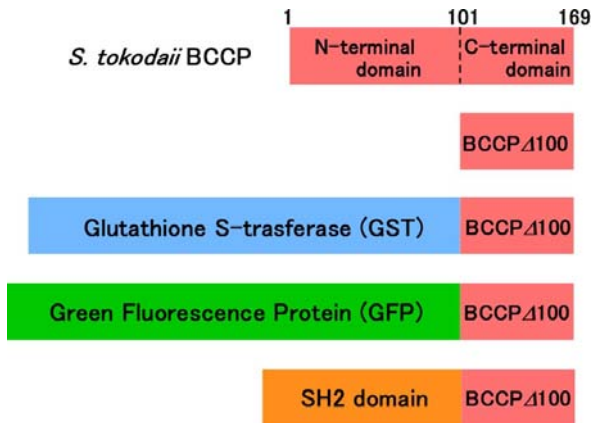 1 101 169
S. tokodaii BCCP
N-terminal domain
C-terminal domain
BCCPΔ100
Glutathione S-trasferase (GST) BCCPΔ100
Green Fluorescence Protein (GFP) BCCPΔ100
SH2 domain BCCPΔ100